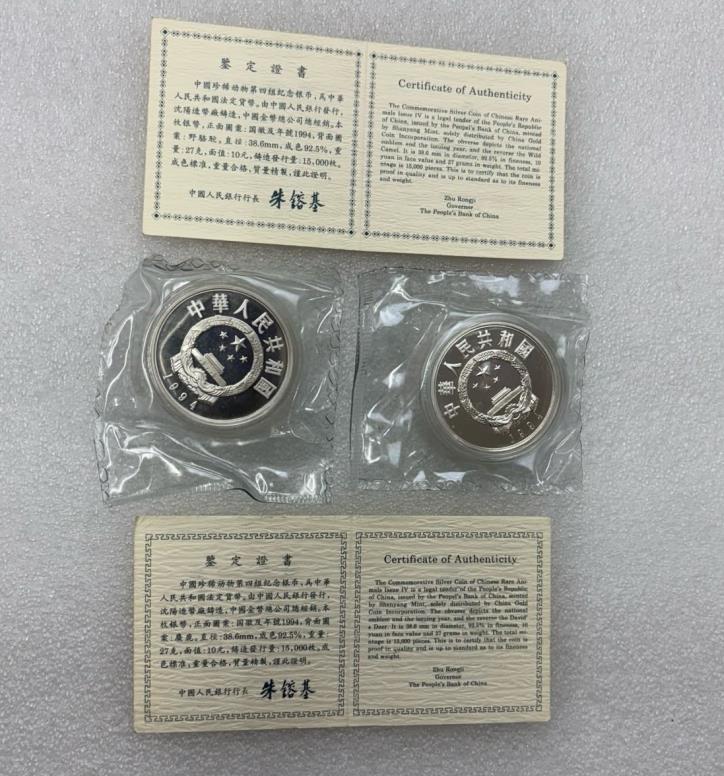 鉴定證書
中國珍稀动物第四組紀念银币，爲中華
人民共和國法定貨幣。由中國人民銀行發行，
沈陽造幣廠鑄造，中國金幣總公司總經銷。本
枚銀幣，正面圖案：国徽及年號1994，背面圖
案：野骆駝，直径：38.6mm，成色92.5%，重
量：27克，面值：10元，铸造發行量：15,000枚。
成色標准，重量合格，質量精製，謹此證明。
中國人民銀行行長 朱鎔基
Certificate of Authenticity
The Commemorative Silver Coin of Chinese Rare Ani-
mals Issue IV is a legal tender of the People's Republic
of China, issued by the Peopel's Bank of China, minted
by Shenyang Mint, solely distributed by China Gold
Coin Incorporation. The obverse depicts the national
emblem and the issuing year, and the reverse the Wild
Camel. It is 38.6 mm in diameter, 92.5% in fineness, 10
yuan in face value and 27 grams in weight. The total mi-
ntage is 15,000 pieces. This is to certify that the coin is
proof in quality and is up to standard as to its fineness
and weight.
Zhu Rongji
Governor
The People's Bank of China
中華人民共和國
1994
中華人民共和國
1994
鉴定證書
中國珍稀动物第四組紀念银币，爲中華
人民共和國法定貨幣。由中國人民銀行發行，
沈陽造幣廠鑄造，中國金幣總公司總經銷。本
枚銀幣，正面圖案：國徽及年號1994，背面圖
案：麋鹿，直径：38.6mm，成色92.5%，重量：
27克，面值：10元，鑄造發行量：15,000枚。成
色標准，重量合格，質量精製，謹此證明。
中國人民銀行行長 朱鎔基
Certificate of Authenticity
The Commemorative Silver Coin of Chinese Rare Ani-
mals Issue IV is a legal tender of the People's Republic
of China, issued by the Peopel's Bank of China, minted
by Shenyang Mint, solely distributed by China Gold
Coin Incorporation. The obverse depicts the national
emblem and the issuing year, and the reverse the David'
s Deer. It is 38.6 mm in diameter, 92.5% in fineness, 10
yuan in face value and 27 grams in weight. The total mi-
ntage is 15,000 pieces. This is to certify that the coin is
proof in quality and is up to standard as to its fineness
and weight.
Zhu Rongji
Governor
The People's Bank of China